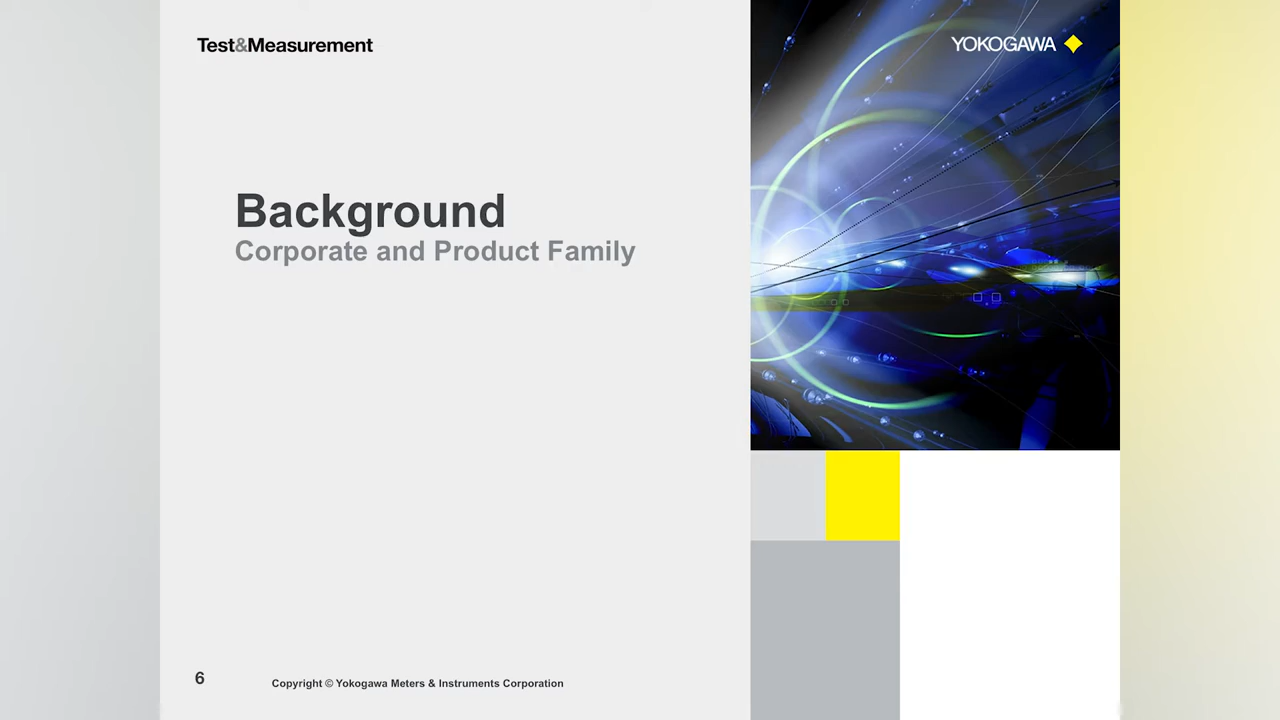 Test&Measurement
YOKOGAWA
Background
Corporate and Product Family
6
Copyright © Yokogawa Meters & Instruments Corporation